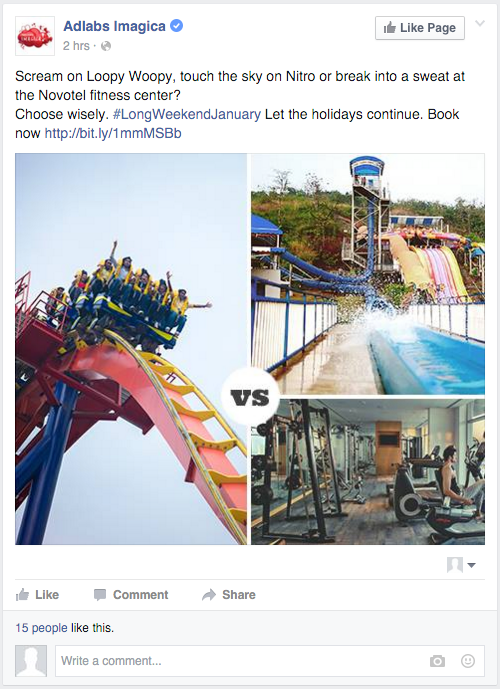 Adlabs Imagica
2 hrs ·
Like Page
Scream on Loopy Woopy, touch the sky on Nitro or break into a sweat at
the Novotel fitness center?
Choose wisely. #LongWeekendJanuary Let the holidays continue. Book
now http://bit.ly/1mmMSBb
VS
Like
Comment
Share
15 people like this.
Write a comment...